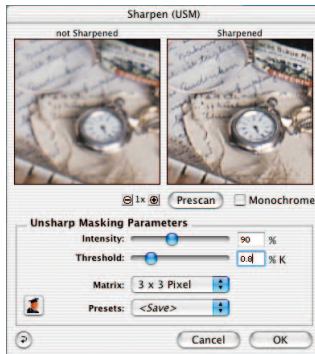 Sharpen (USM)
not Sharpened Sharpened
1x Prescan Monochrome
Unsharp Masking Parameters
Intensity: 90 %
Threshold: 0.8 % K
Matrix: 3 x 3 Pixel
Presets: <Save>
Cancel OK